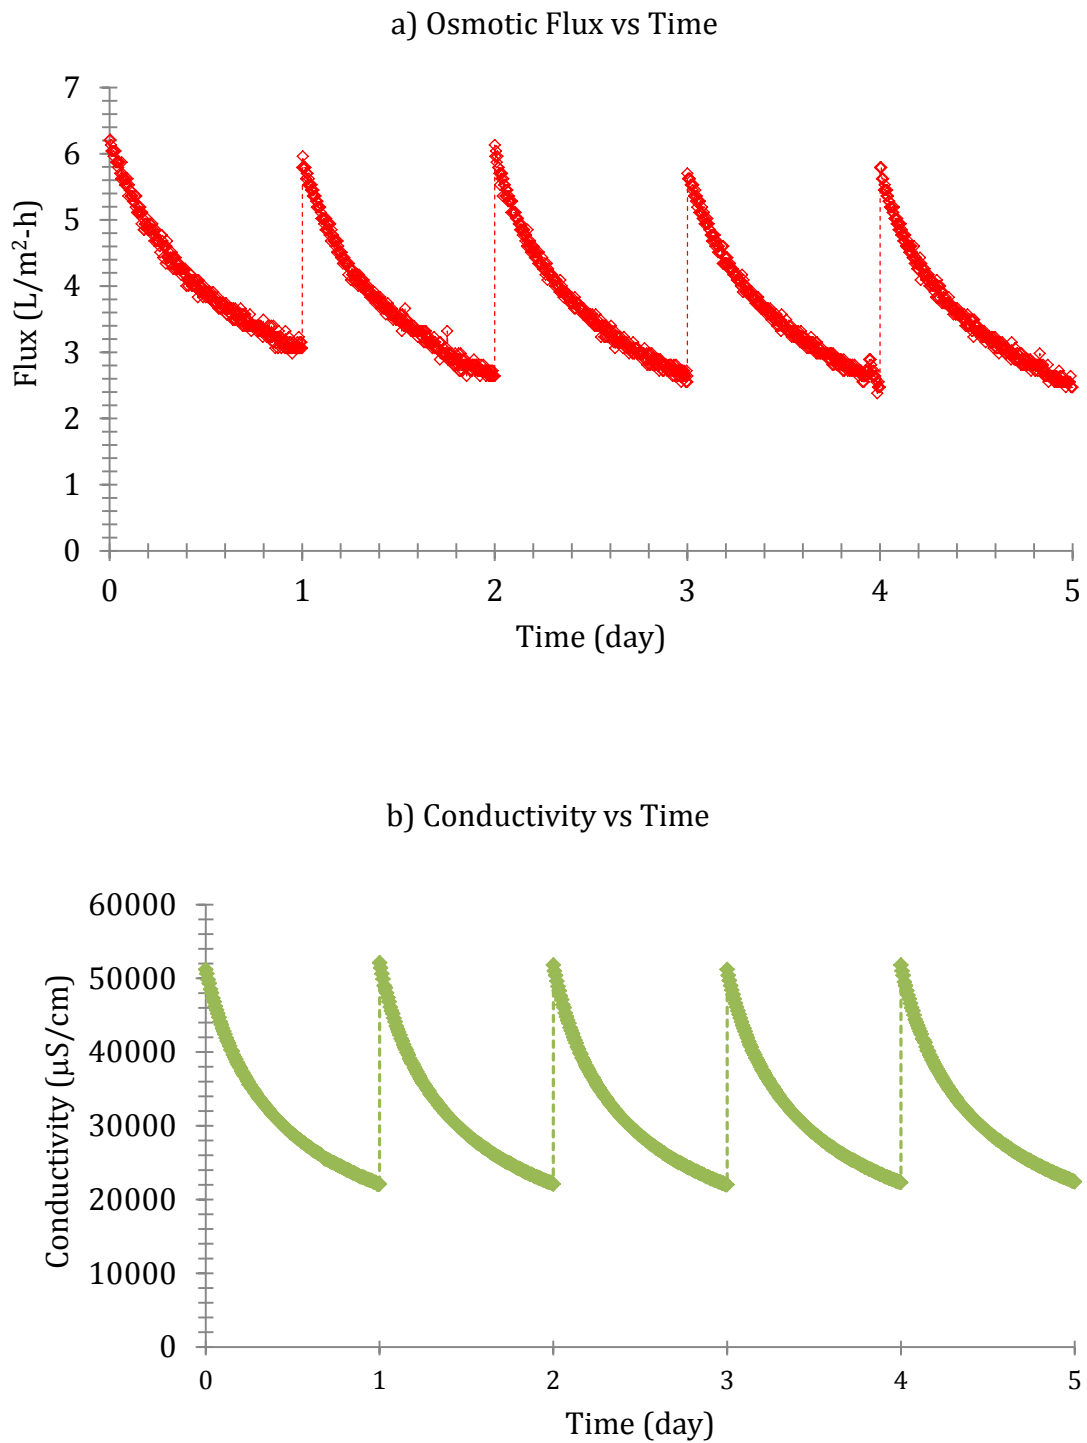 a) Osmotic Flux vs Time
7
6
5
4
3
2
1
0
Flux (L/m²-h)
0 1 2 3 4 5
Time (day)
b) Conductivity vs Time
60000
50000
40000
30000
20000
10000
0
Conductivity (µS/cm)
0 1 2 3 4 5
Time (day)